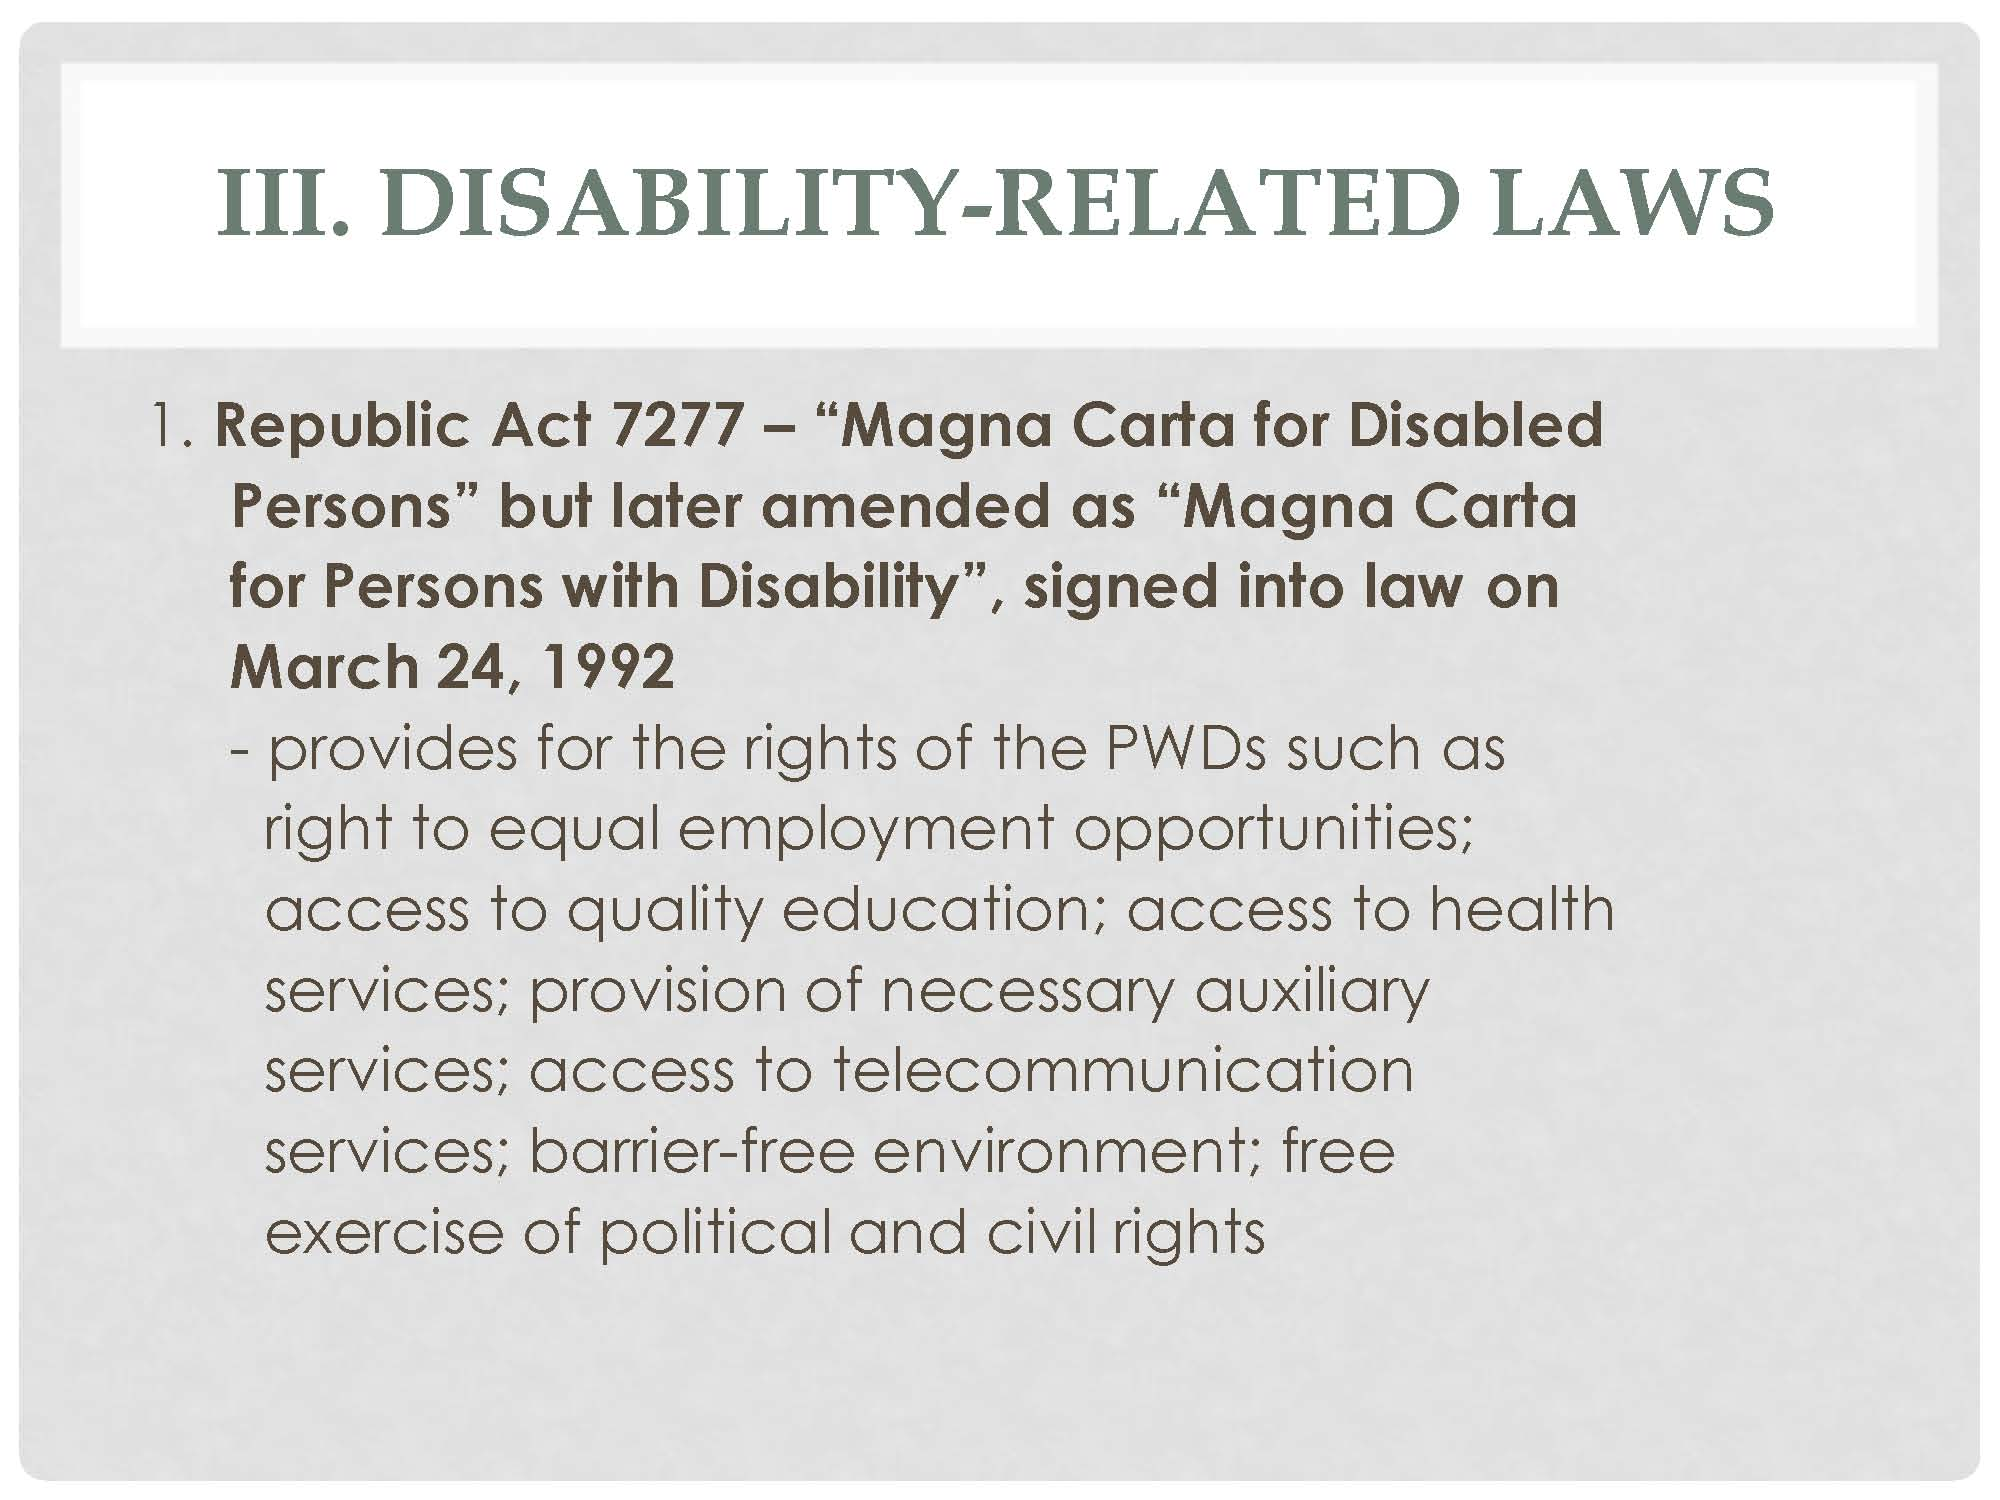 III. DISABILITY-RELATED LAWS
1. Republic Act 7277 – “Magna Carta for Disabled
Persons” but later amended as “Magna Carta
for Persons with Disability”, signed into law on
March 24, 1992
- provides for the rights of the PWDs such as
right to equal employment opportunities;
access to quality education; access to health
services; provision of necessary auxiliary
services; access to telecommunication
services; barrier-free environment; free
exercise of political and civil rights